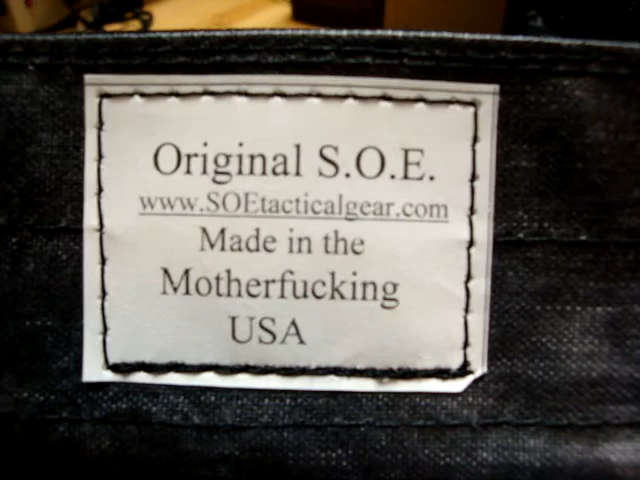 Original S.O.E.
www.SOEtacticalgear.com
Made in the
Motherfucking
USA